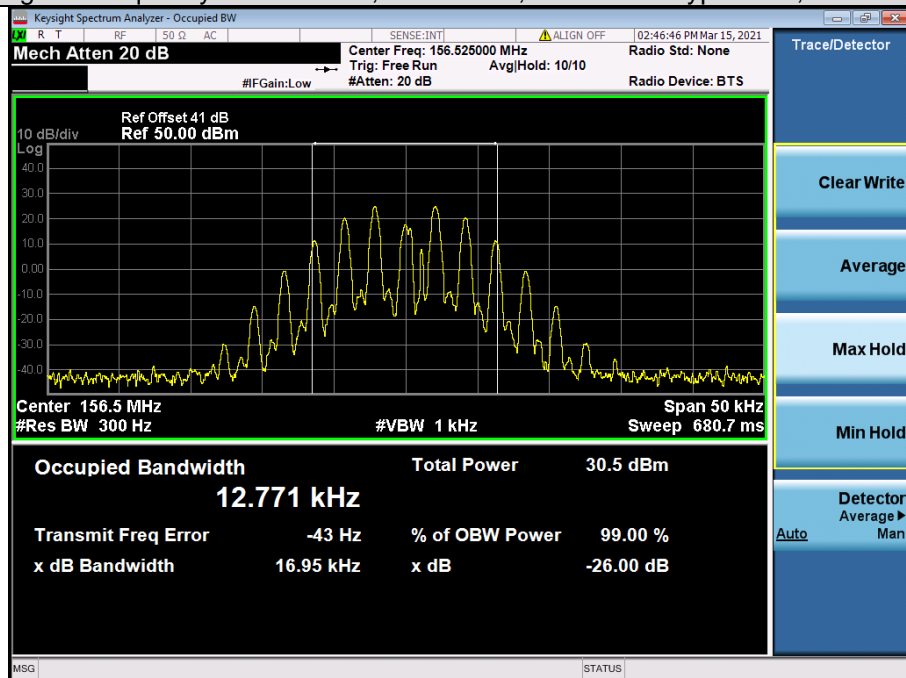 Keysight Spectrum Analyzer - Occupied BW
LXI R T RF 50 Ω AC SENSE:INT ALIGN OFF 02:46:46 PM Mar 15, 2021
Mech Atten 20 dB
Center Freq: 156.525000 MHz Radio Std: None
Trig: Free Run Avg|Hold: 10/10
#IFGain:Low #Atten: 20 dB Radio Device: BTS
Ref Offset 41 dB
10 dB/div Ref 50.00 dBm
Log
40.0
30.0
20.0
10.0
0.00
-10.0
-20.0
-30.0
-40.0
Center 156.5 MHz Span 50 kHz
#Res BW 300 Hz #VBW 1 kHz Sweep 680.7 ms
Occupied Bandwidth Total Power 30.5 dBm
12.771 kHz
Transmit Freq Error -43 Hz % of OBW Power 99.00 %
x dB Bandwidth 16.95 kHz x dB -26.00 dB
MSG STATUS
Trace/Detector
Clear Write
Average
Max Hold
Min Hold
Detector
Average
Auto Man